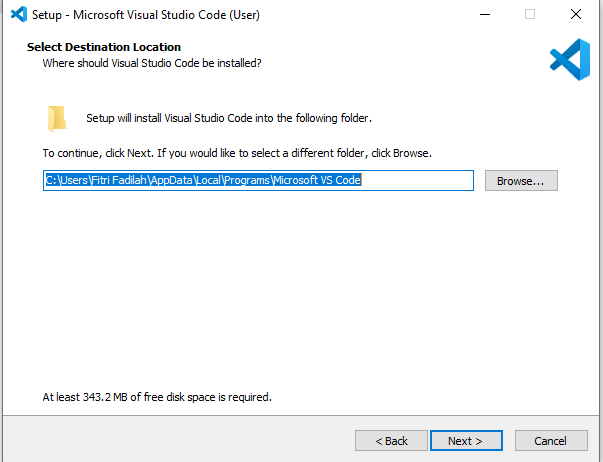 Setup - Microsoft Visual Studio Code (User)
Select Destination Location
Where should Visual Studio Code be installed?
Setup will install Visual Studio Code into the following folder.
To continue, click Next. If you would like to select a different folder, click Browse.
C:\Users\Fitri Fadilah\AppData\Local\Programs\Microsoft VS Code
Browse...
At least 343.2 MB of free disk space is required.
< Back
Next >
Cancel